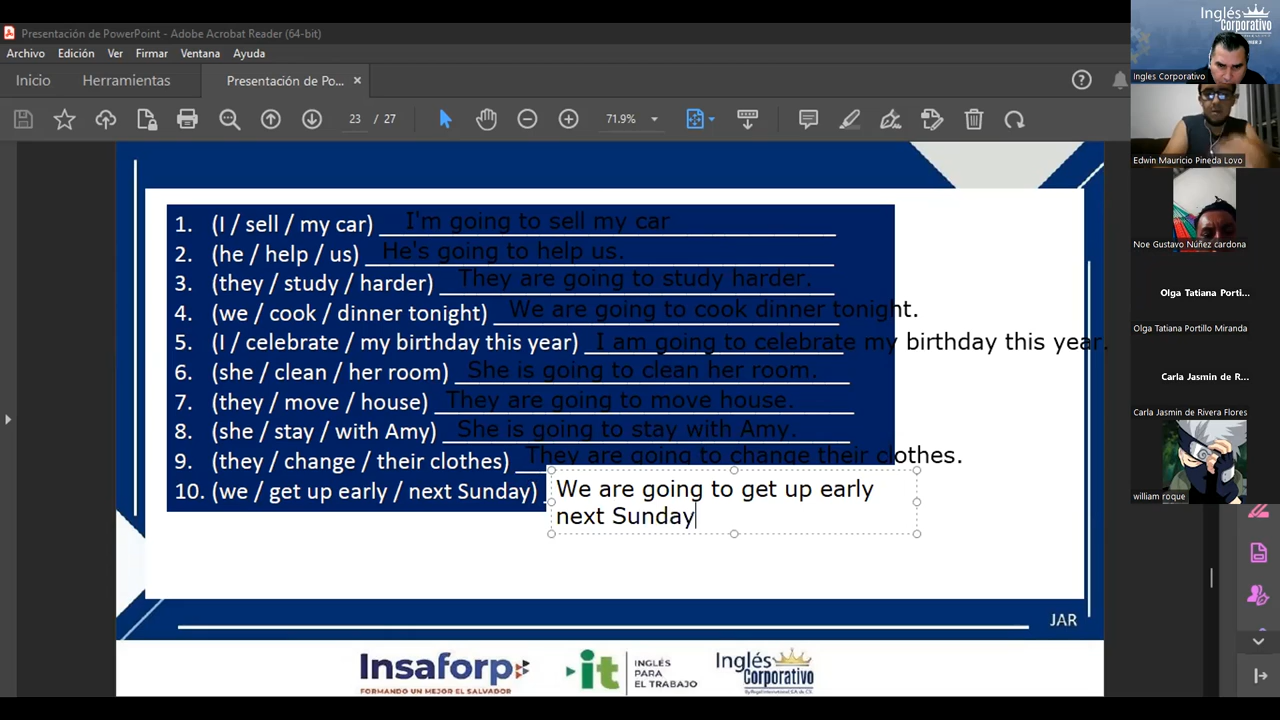 Presentación de PowerPoint - Adobe Acrobat Reader (64-bit)
Archivo Edición Ver Firmar Ventana Ayuda
Inicio Herramientas Presentación de Po... ×
23 / 27 71.9%
1. (I / sell / my car) I'm going to sell my car
2. (he / help / us) He's going to help us.
3. (they / study / harder) They are going to study harder.
4. (we / cook / dinner tonight) We are going to cook dinner tonight.
5. (I / celebrate / my birthday this year) I am going to celebrate my birthday this year.
6. (she / clean / her room) She is going to clean her room.
7. (they / move / house) They are going to move house.
8. (she / stay / with Amy) She is going to stay with Amy.
9. (they / change / their clothes) They are going to change their clothes.
10. (we / get up early / next Sunday) We are going to get up early
next Sunday
JAR
Insaforp
FORMANDO UN MEJOR EL SALVADOR
it
INGLÉS
PARA
EL TRABAJO
Inglés
Corporativo
Inglés
Corporativo
Ingles Corporativo
Edwin Mauricio Pineda Lovo
Noe Gustavo Núñez cardona
Olga Tatiana Porti...
Olga Tatiana Portillo Miranda
Carla Jasmin de R...
Carla Jasmin de Rivera Flores
william roque